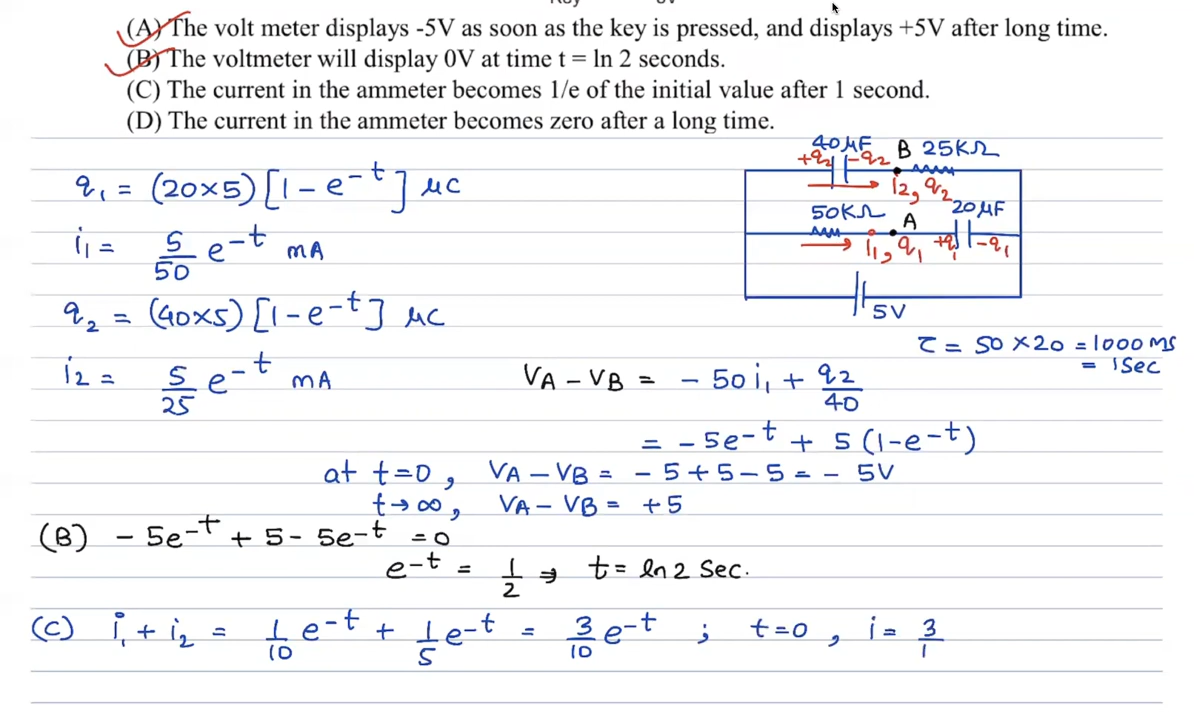 (A) The volt meter displays -5V as soon as the key is pressed, and displays +5V after long time.
(B) The voltmeter will display 0V at time t = ln 2 seconds.
(C) The current in the ammeter becomes 1/e of the initial value after 1 second.
(D) The current in the ammeter becomes zero after a long time.
40μF B 25KΩ
+q₂ -q₂
i₂, q₂
50KΩ A 20μF
i₁, q₁ +q₁ -q₁
5V
τ = 50 × 20 = 1000 ms
= 1 Sec
q₁ = (20×5) [1 - e^-t] μC
i₁ = 5/50 e^-t mA
q₂ = (40×5) [1 - e^-t] μC
i₂ = 5/25 e^-t mA
VA - VB = - 50 i₁ + q₂/40
= - 5e^-t + 5 (1-e^-t)
at t=0, VA - VB = - 5 + 5 - 5 = - 5V
t→∞, VA - VB = +5
(B) - 5e^-t + 5 - 5e^-t = 0
e^-t = 1/2 ⇒ t = ln 2 Sec.
(C) i₁ + i₂ = 1/10 e^-t + 1/5 e^-t = 3/10 e^-t ; t=0, i = 3/1